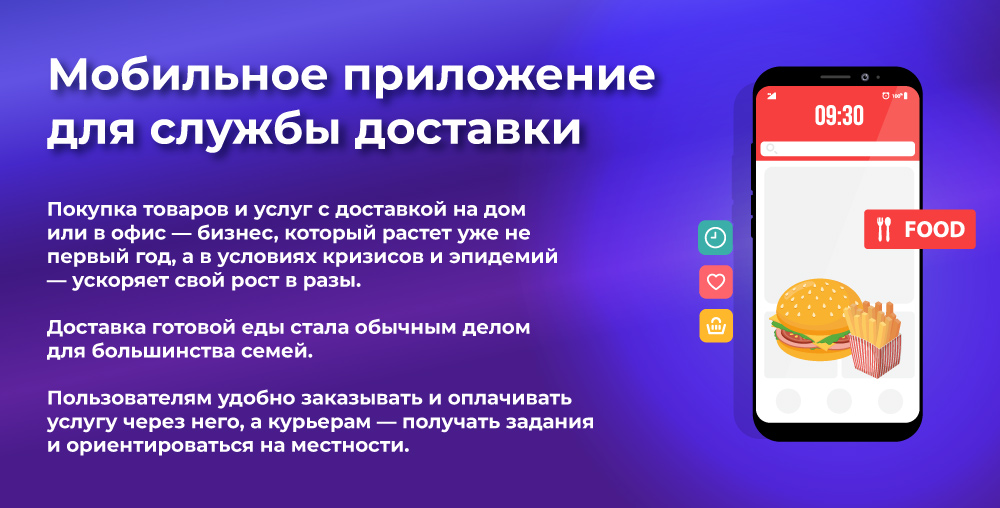 Мобильное приложение
для службы доставки
Покупка товаров и услуг с доставкой на дом
или в офис — бизнес, который растет уже не
первый год, а в условиях кризисов и эпидемий
— ускоряет свой рост в разы.
Доставка готовой еды стала обычным делом
для большинства семей.
Пользователям удобно заказывать и оплачивать
услугу через него, а курьерам — получать задания
и ориентироваться на местности.
100%
09:30
FOOD